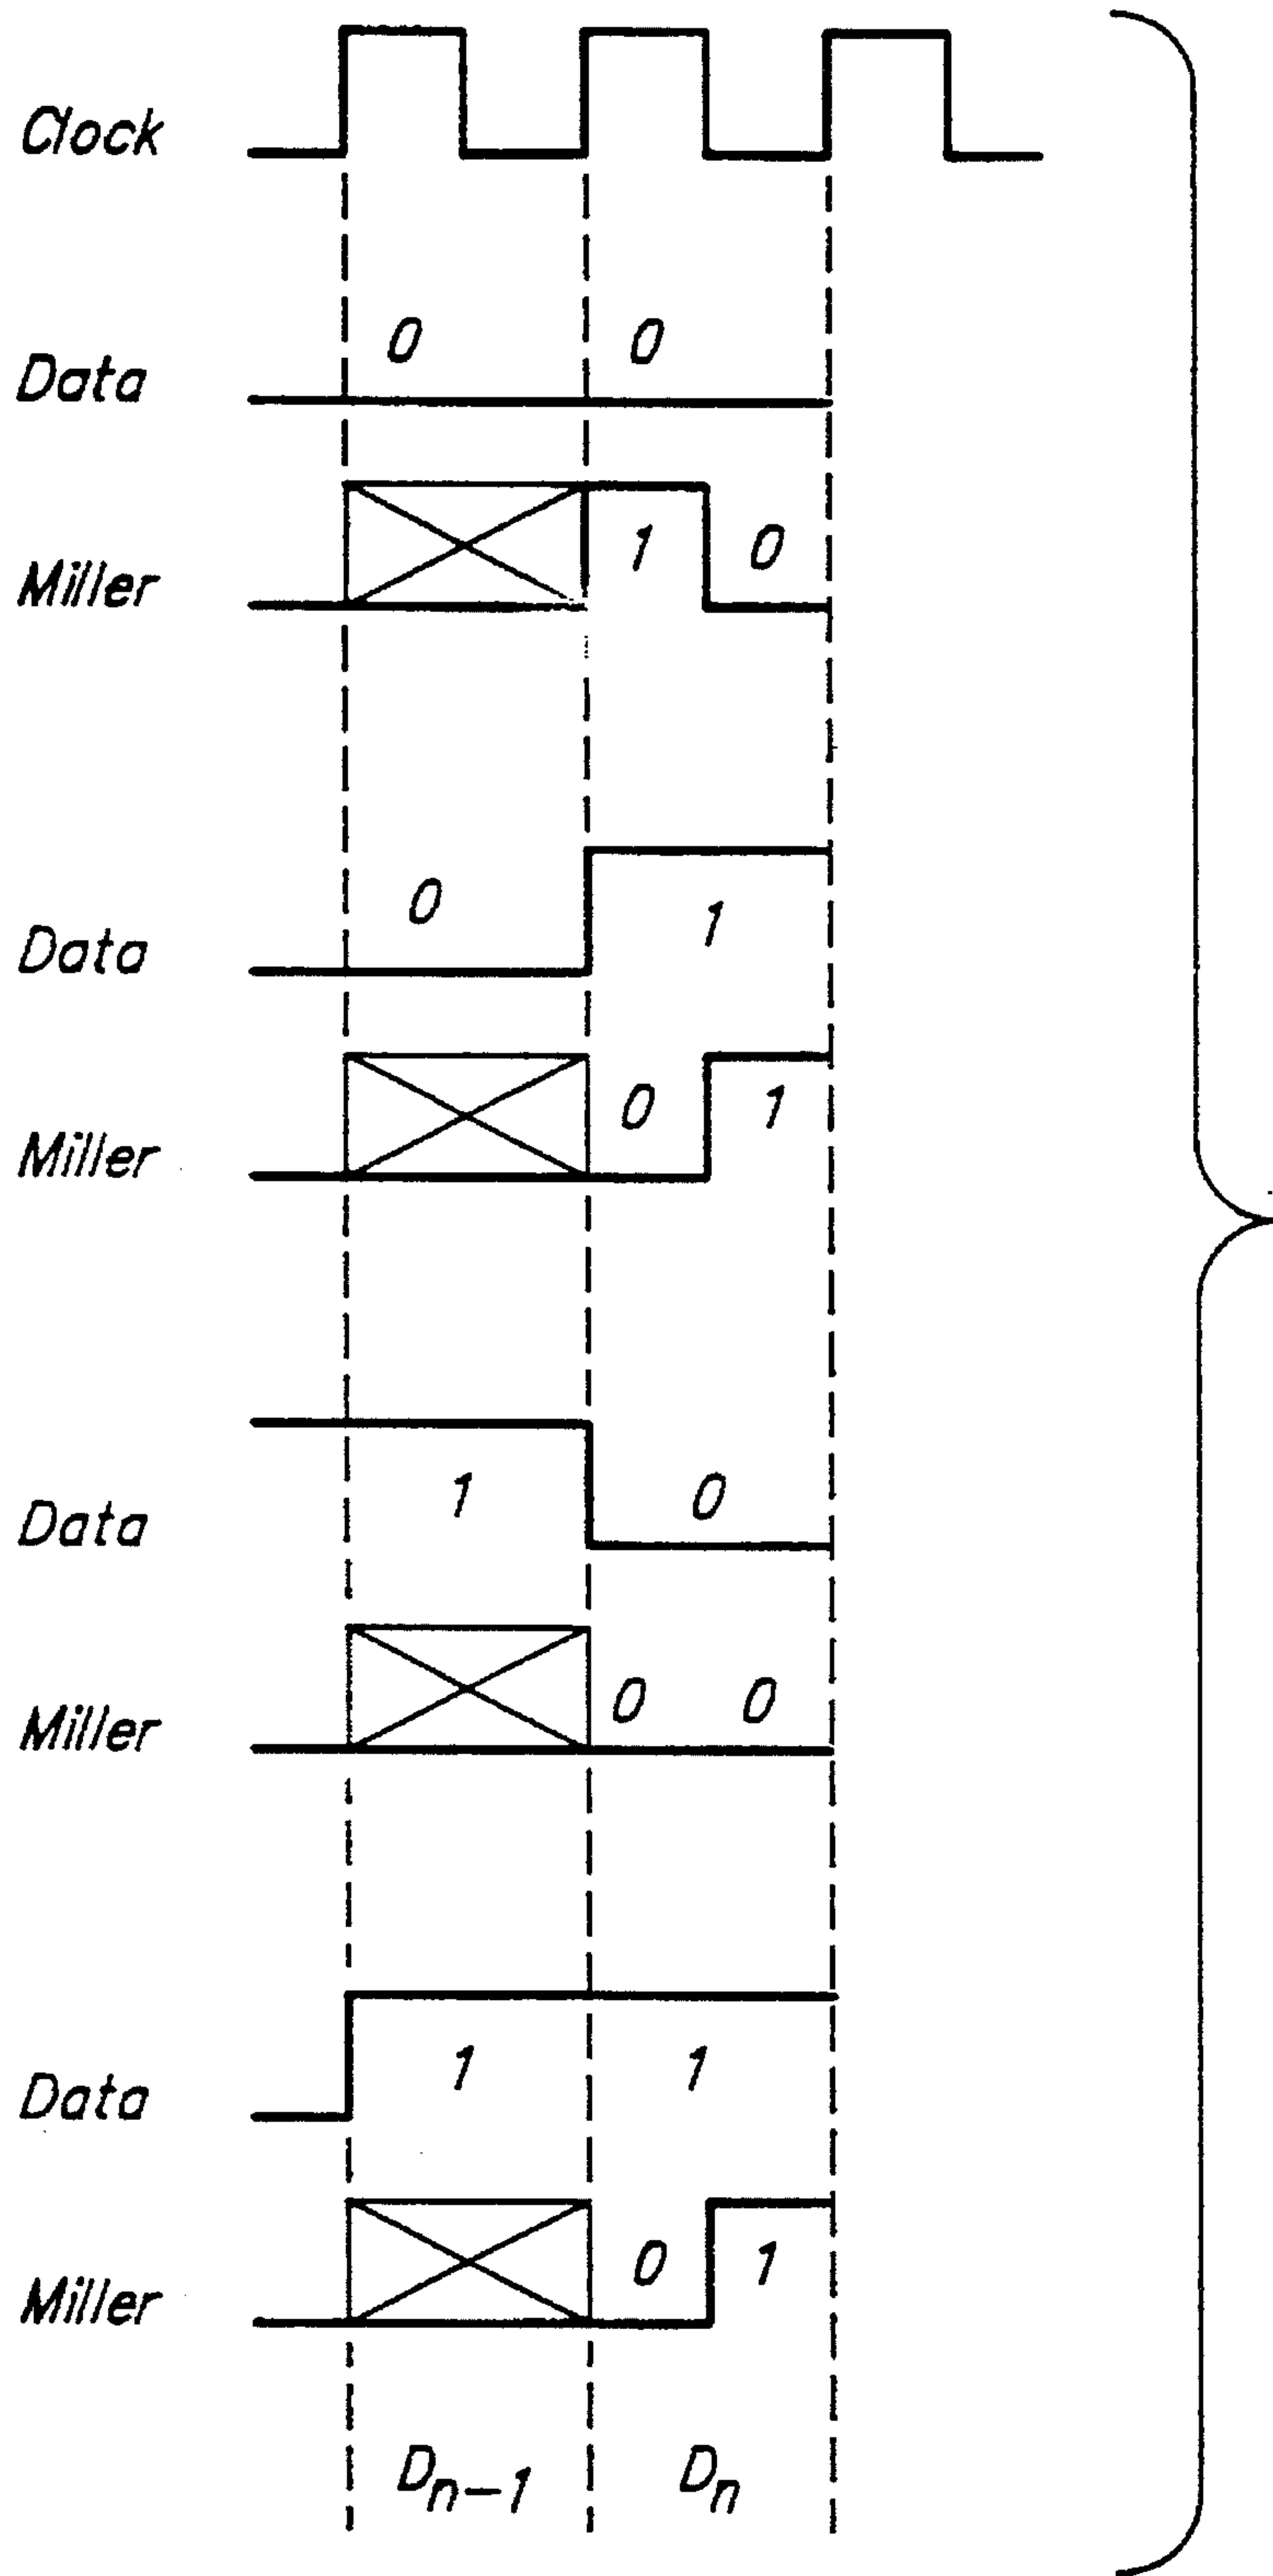 Clock
0 0
Data
Miller 1 0
0 1
Data
Miller 0 1
1 0
Data
Miller 0 0
1 1
Data
Miller 0 1
Dn-1 Dn